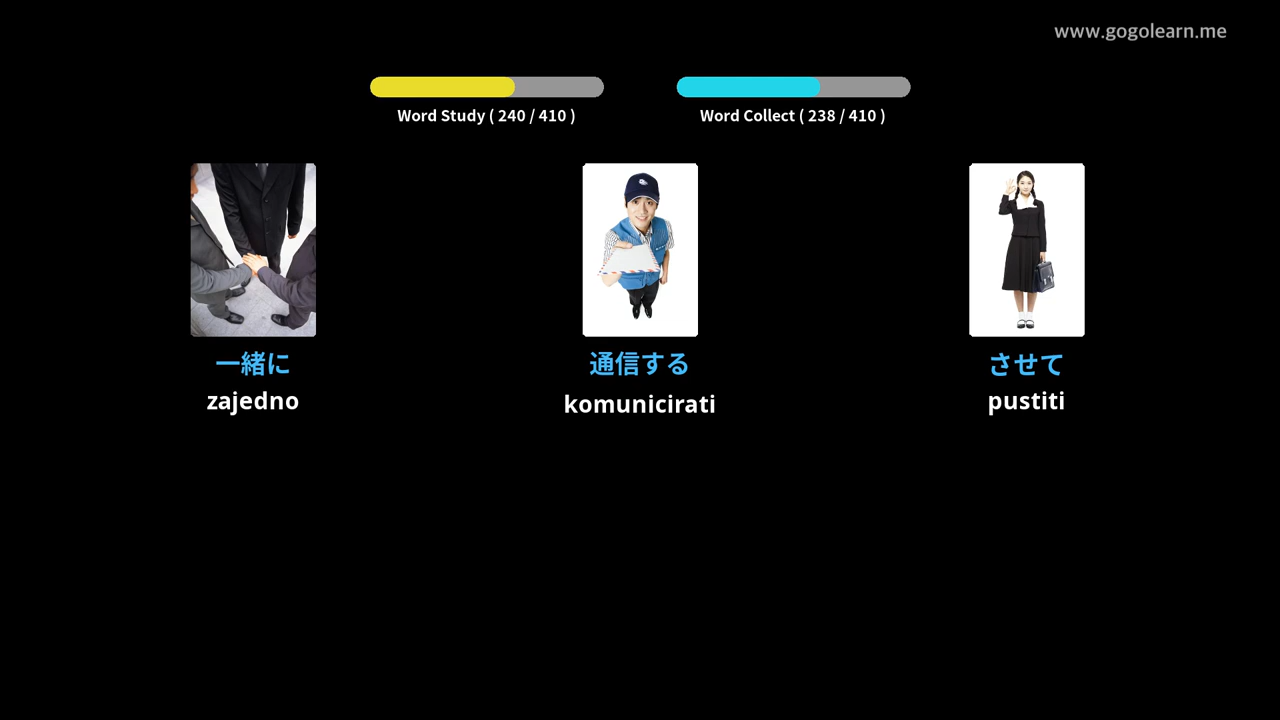 www.gogolearn.me
Word Study ( 240 / 410 )
Word Collect ( 238 / 410 )
一緒に
通信する
させて
zajedno
komunicirati
pustiti